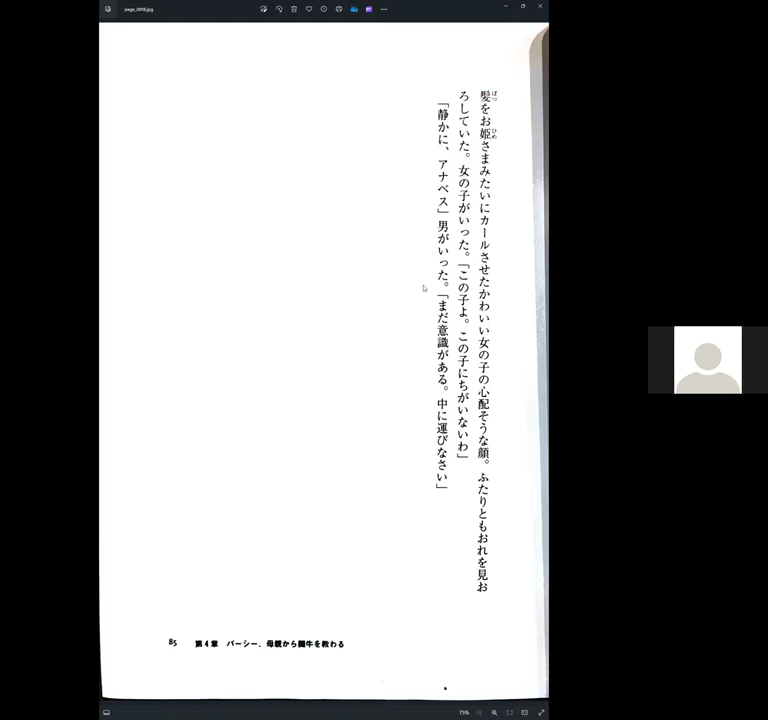 page_0018.jpg
髪をお姫さまみたいにカールさせたかわいい女の子の心配そうな顔。ふたりともおれを見お
ろしていた。女の子がいった。「この子よ。この子にちがいないわ」
「静かに、アナベス」男がいった。「まだ意識がある。中に運びなさい」
85 第4章 パーシー、母親から闘牛を教わる
75%